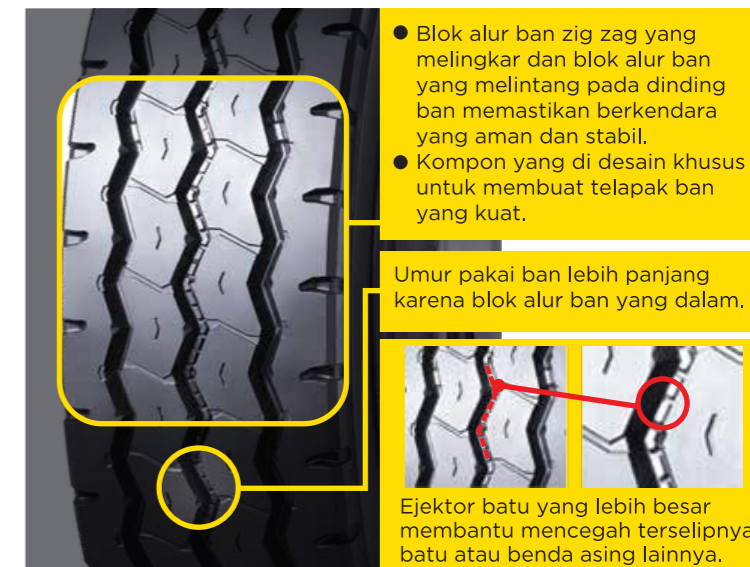 ● Blok alur ban zig zag yang
melingkar dan blok alur ban
yang melintang pada dinding
ban memastikan berkendara
yang aman dan stabil.
● Kompon yang di desain khusus
untuk membuat telapak ban
yang kuat.
Umur pakai ban lebih panjang
karena blok alur ban yang dalam.
Ejektor batu yang lebih besar
membantu mencegah terselipnya
batu atau benda asing lainnya.